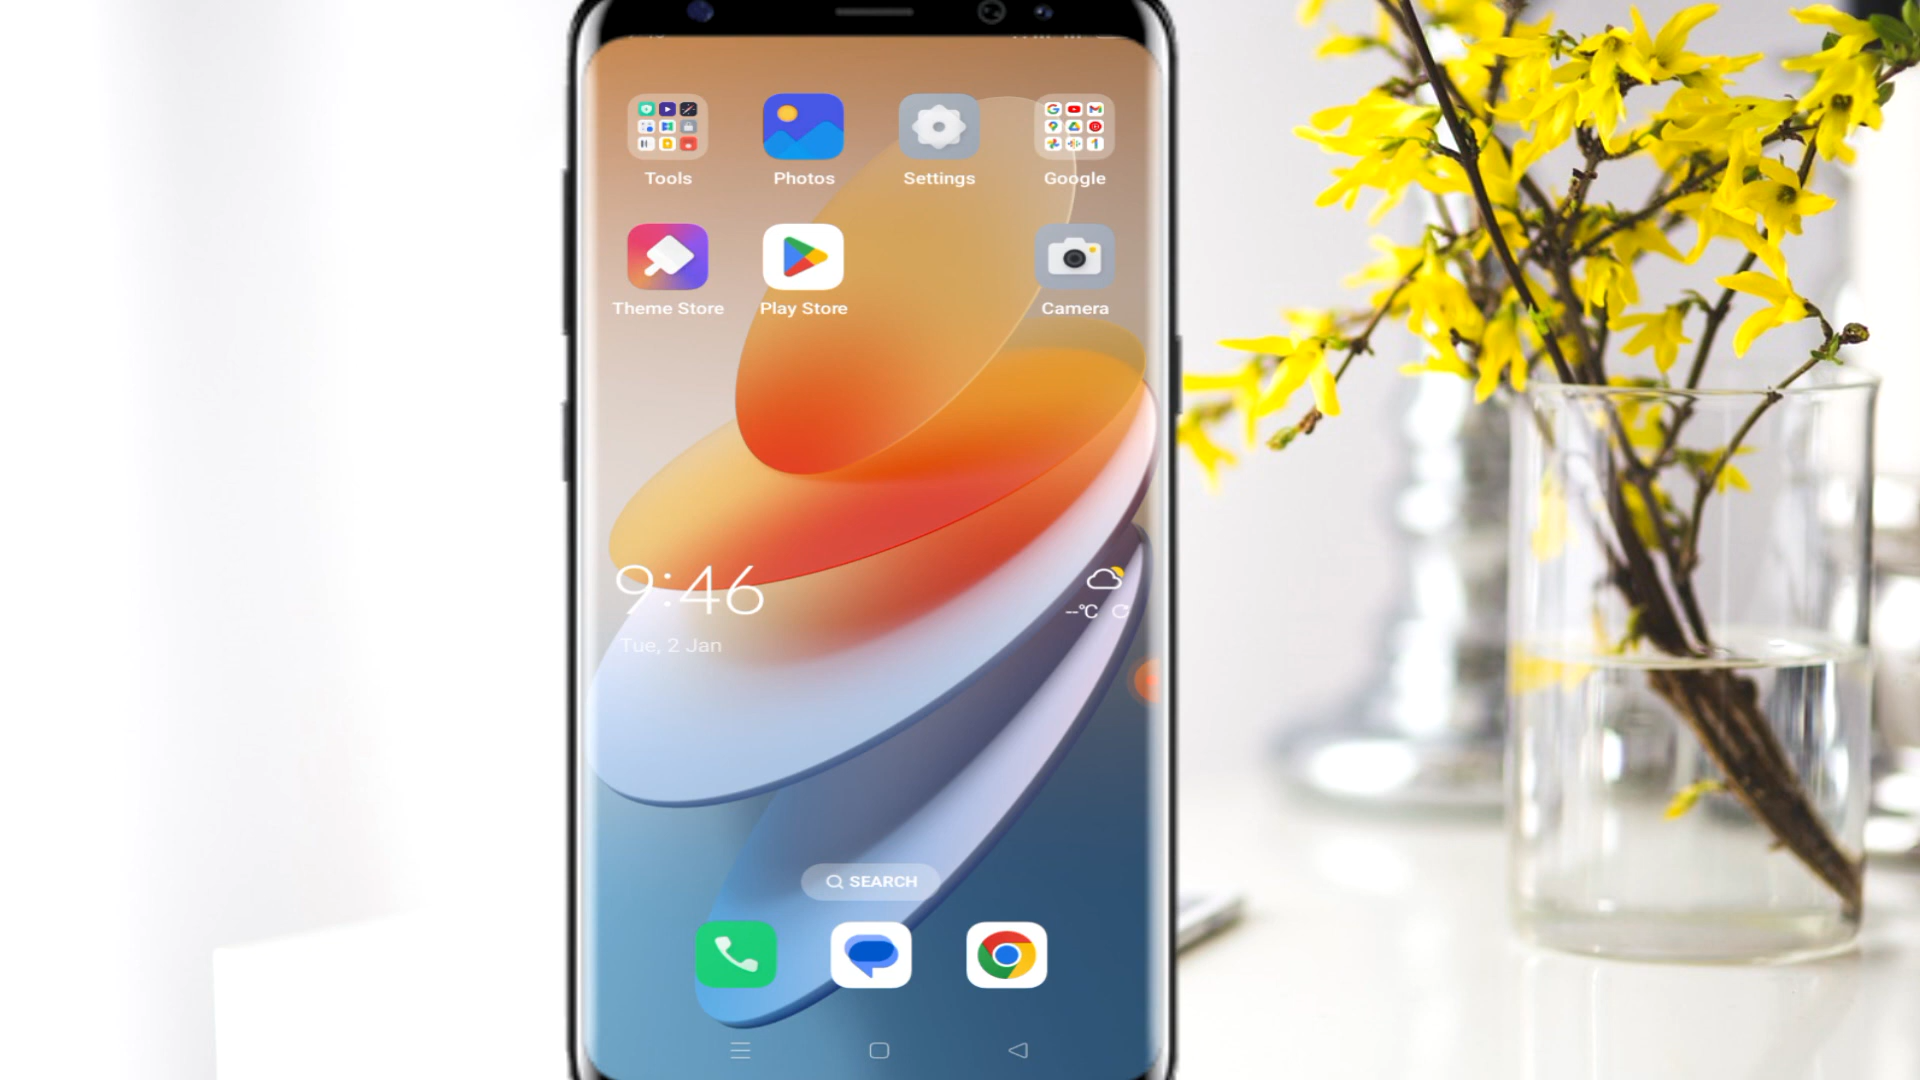 Tools Photos Settings Google
Theme Store Play Store Camera
9:46
--°C
Tue, 2 Jan
SEARCH